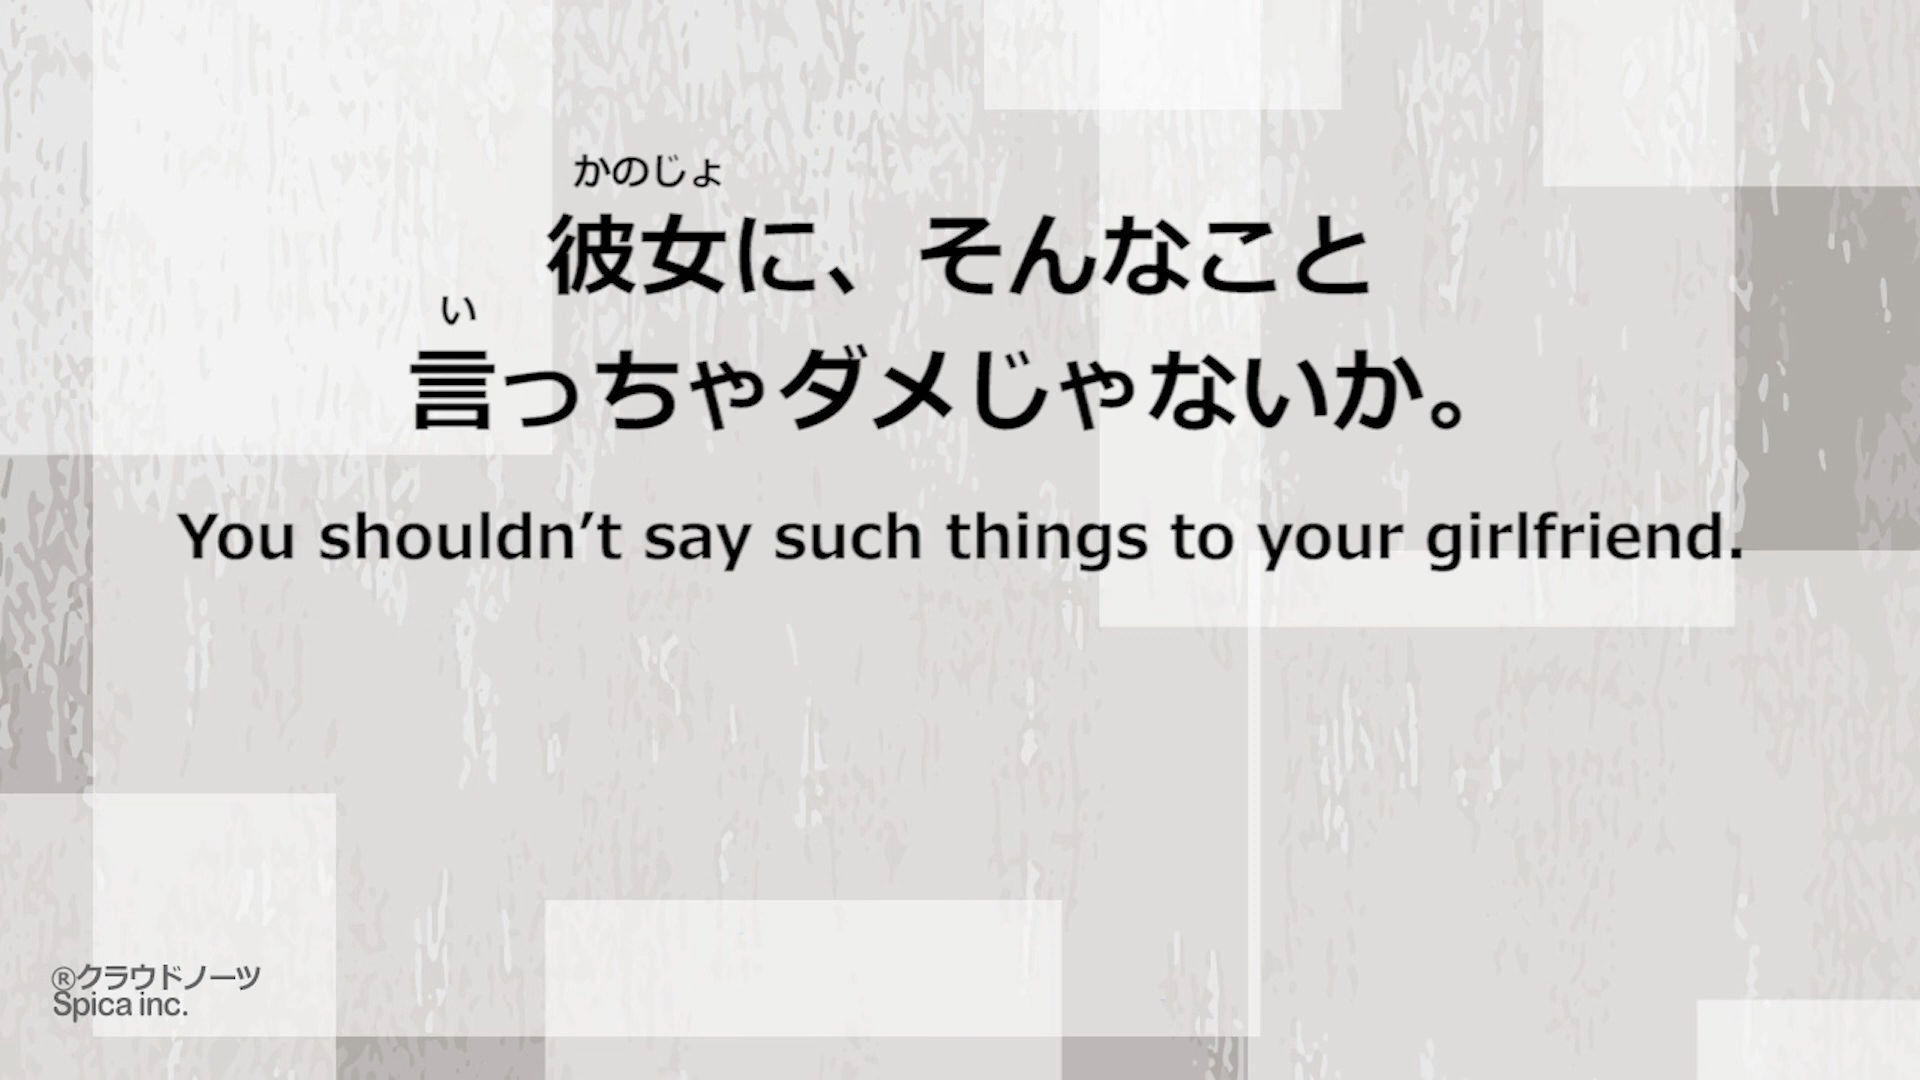 かのじょ
彼女に、そんなこと
い
言っちゃダメじゃないか。
You shouldn’t say such things to your girlfriend.
®クラウドノーツ
Spica inc.